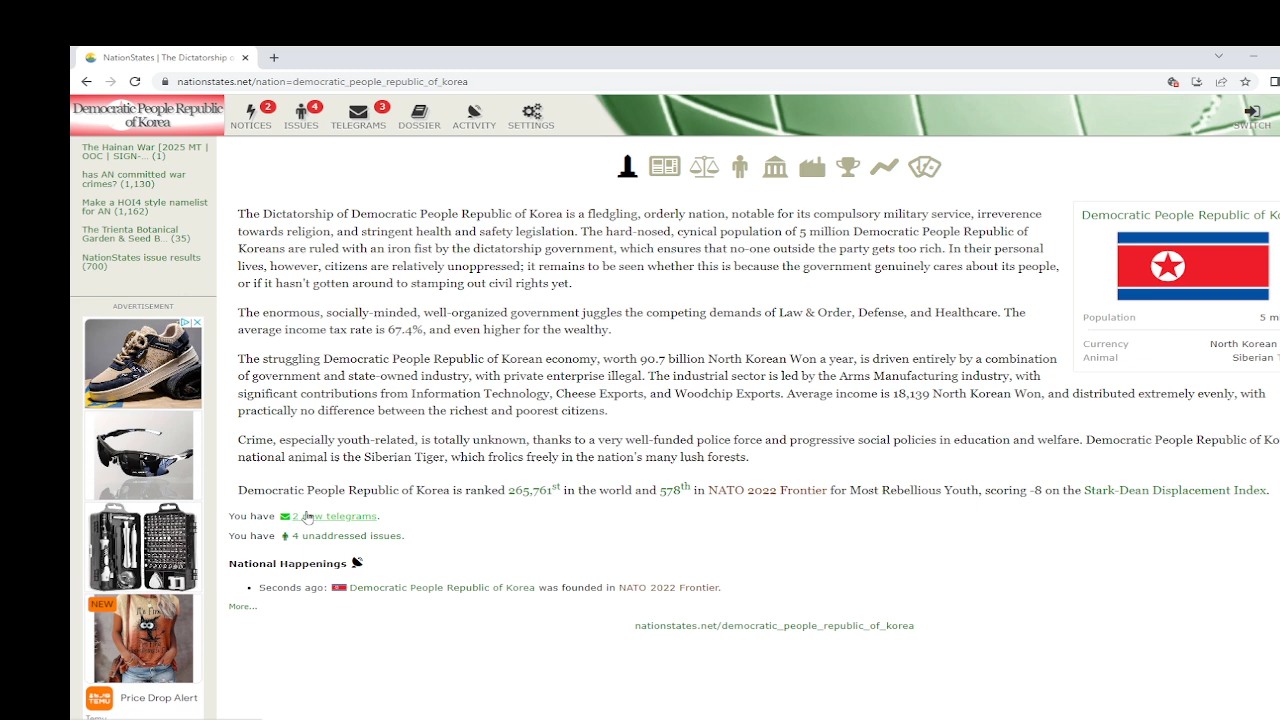 NationStates | The Dictatorship o
nationstates.net/nation=democratic_people_republic_of_korea
Democratic People Republic
of Korea
2
4
3
NOTICES
ISSUES
TELEGRAMS
DOSSIER
ACTIVITY
SETTINGS
SWITCH
The Hainan War [2025 MT |
OOC | SIGN-... (1)
has AN committed war
crimes? (1,130)
Make a HOI4 style namelist
for AN (1,162)
The Trienta Botanical
Garden & Seed B... (35)
NationStates issue results
(700)
ADVERTISEMENT
NEW
TEMU
Price Drop Alert
Temu
The Dictatorship of Democratic People Republic of Korea is a fledgling, orderly nation, notable for its compulsory military service, irreverence
towards religion, and stringent health and safety legislation. The hard-nosed, cynical population of 5 million Democratic People Republic of
Koreans are ruled with an iron fist by the dictatorship government, which ensures that no-one outside the party gets too rich. In their personal
lives, however, citizens are relatively unoppressed; it remains to be seen whether this is because the government genuinely cares about its people,
or if it hasn't gotten around to stamping out civil rights yet.
The enormous, socially-minded, well-organized government juggles the competing demands of Law & Order, Defense, and Healthcare. The
average income tax rate is 67.4%, and even higher for the wealthy.
The struggling Democratic People Republic of Korean economy, worth 90.7 billion North Korean Won a year, is driven entirely by a combination
of government and state-owned industry, with private enterprise illegal. The industrial sector is led by the Arms Manufacturing industry, with
significant contributions from Information Technology, Cheese Exports, and Woodchip Exports. Average income is 18,139 North Korean Won, and distributed extremely evenly, with
practically no difference between the richest and poorest citizens.
Crime, especially youth-related, is totally unknown, thanks to a very well-funded police force and progressive social policies in education and welfare. Democratic People Republic of Ko
national animal is the Siberian Tiger, which frolics freely in the nation's many lush forests.
Democratic People Republic of Korea is ranked 265,761st in the world and 578th in NATO 2022 Frontier for Most Rebellious Youth, scoring -8 on the Stark-Dean Displacement Index.
You have 2 new telegrams.
You have 4 unaddressed issues.
National Happenings
• Seconds ago: Democratic People Republic of Korea was founded in NATO 2022 Frontier.
More...
nationstates.net/democratic_people_republic_of_korea
Democratic People Republic of Ko
Population 5 m
Currency North Korean
Animal Siberian T